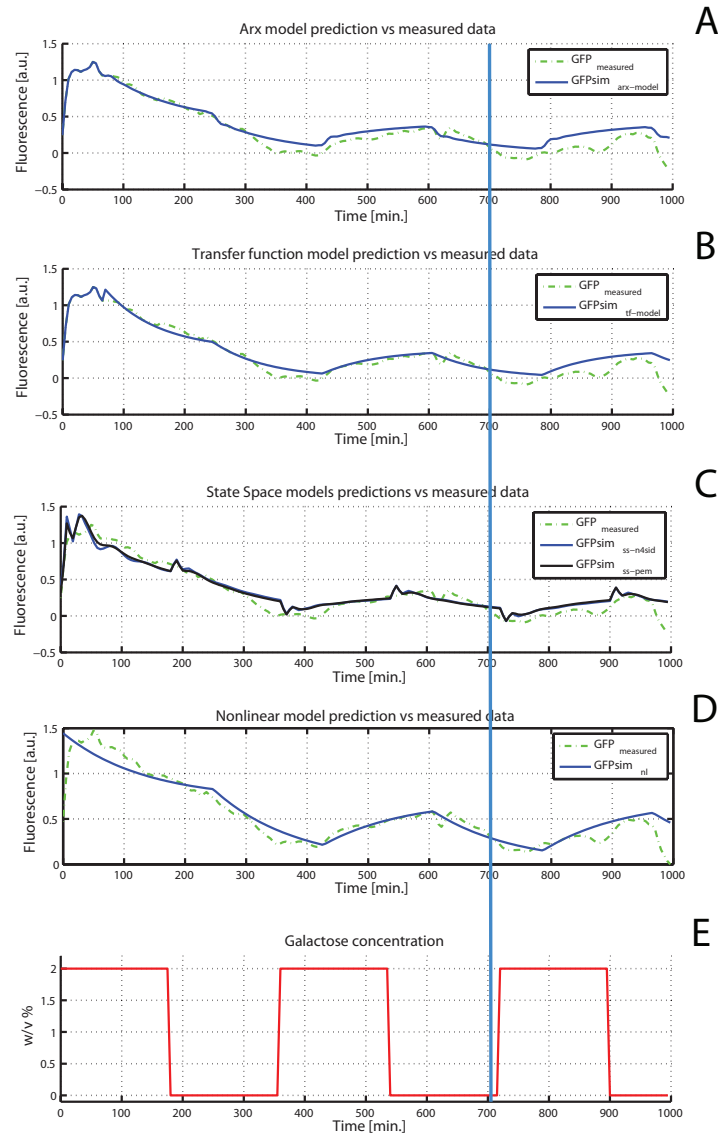 A
Arx model prediction vs measured data
Fluorescence [a.u.]
1.5
1
0.5
0
−0.5
GFP measured
GFPsim arx−model
0 100 200 300 400 500 600 700 800 900 1000
Time [min.]
B
Transfer function model prediction vs measured data
Fluorescence [a.u.]
1.5
1
0.5
0
−0.5
GFP measured
GFPsim tf−model
0 100 200 300 400 500 600 700 800 900 1000
Time [min.]
C
State Space models predictions vs measured data
Fluorescence [a.u.]
1.5
1
0.5
0
−0.5
GFP measured
GFPsim ss−n4sid
GFPsim ss−pem
0 100 200 300 400 500 600 700 800 900 1000
Time [min.]
D
Nonlinear model prediction vs measured data
Fluorescence [a.u.]
1.5
1
0.5
0
GFP measured
GFPsim nl
0 100 200 300 400 500 600 700 800 900 1000
Time [min.]
E
Galactose concentration
w/v %
2
1.5
1
0.5
0
0 100 200 300 400 500 600 700 800 900 1000
Time [min.]